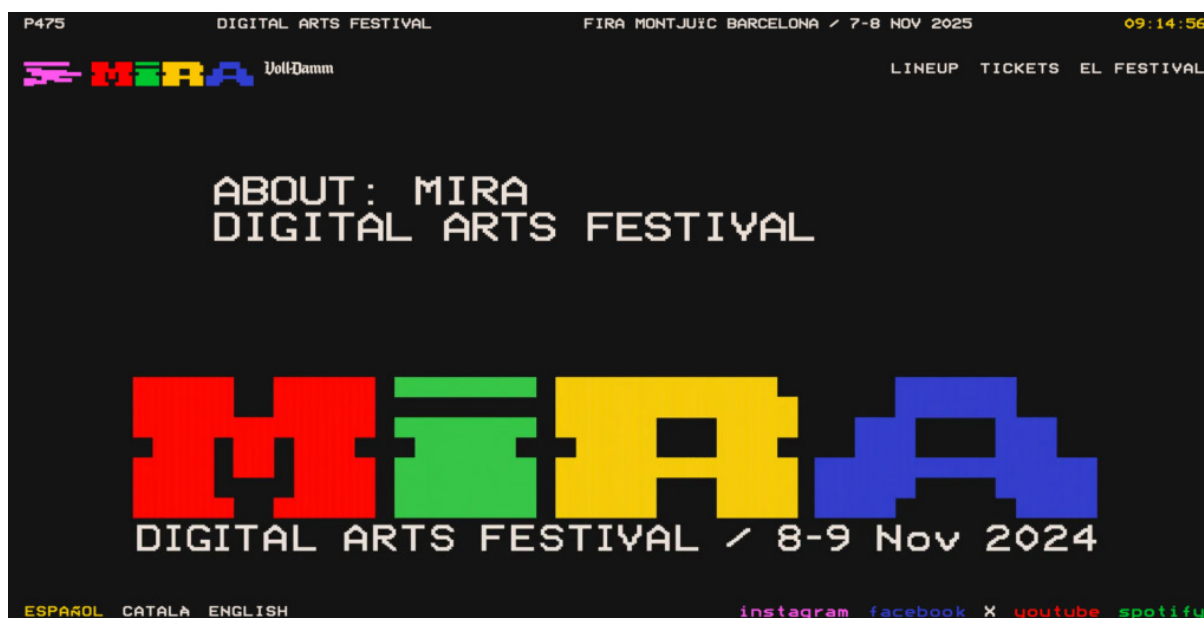 P475 DIGITAL ARTS FESTIVAL FIRA MONTJUÏC BARCELONA / 7-8 NOV 2025 09:14:56
MiRA Voll-Damm LINEUP TICKETS EL FESTIVAL
ABOUT: MIRA
DIGITAL ARTS FESTIVAL
MiRA
DIGITAL ARTS FESTIVAL / 8-9 Nov 2024
ESPAÑOL CATALÀ ENGLISH instagram facebook X youtube spotify